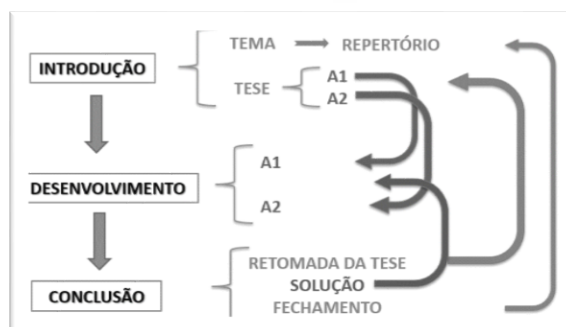 TEMA
REPERTÓRIO
INTRODUÇÃO
TESE
A1
A2
DESENVOLVIMENTO
A1
A2
CONCLUSÃO
RETOMADA DA TESE
SOLUÇÃO
FECHAMENTO